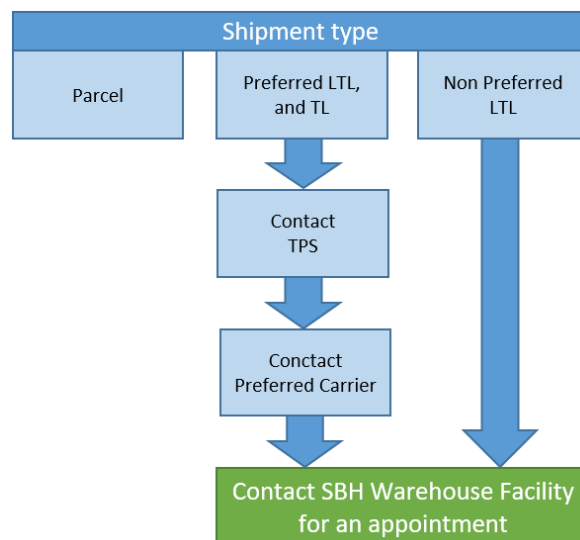 Shipment type
Parcel
Preferred LTL,
and TL
Non Preferred
LTL
Contact
TPS
Conctact
Preferred Carrier
Contact SBH Warehouse Facility
for an appointment